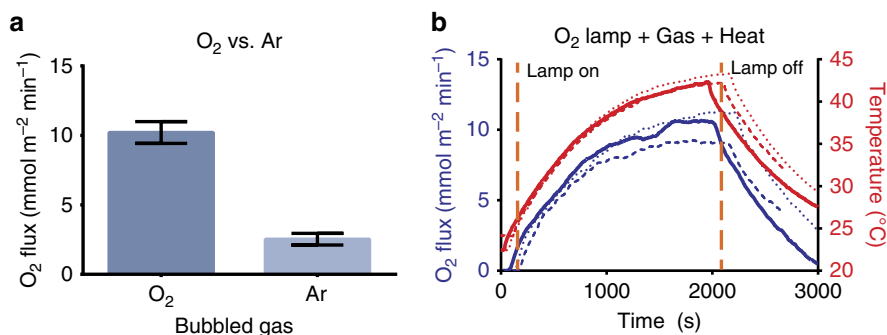 a
O₂ vs. Ar
15
10
5
0
O₂ flux (mmol m⁻² min⁻¹)
O₂
Ar
Bubbled gas
b
O₂ lamp + Gas + Heat
Lamp on
Lamp off
15
10
5
0
O₂ flux (mmol m⁻² min⁻¹)
45
40
35
30
25
20
Temperature (°C)
0
1000
2000
3000
Time (s)